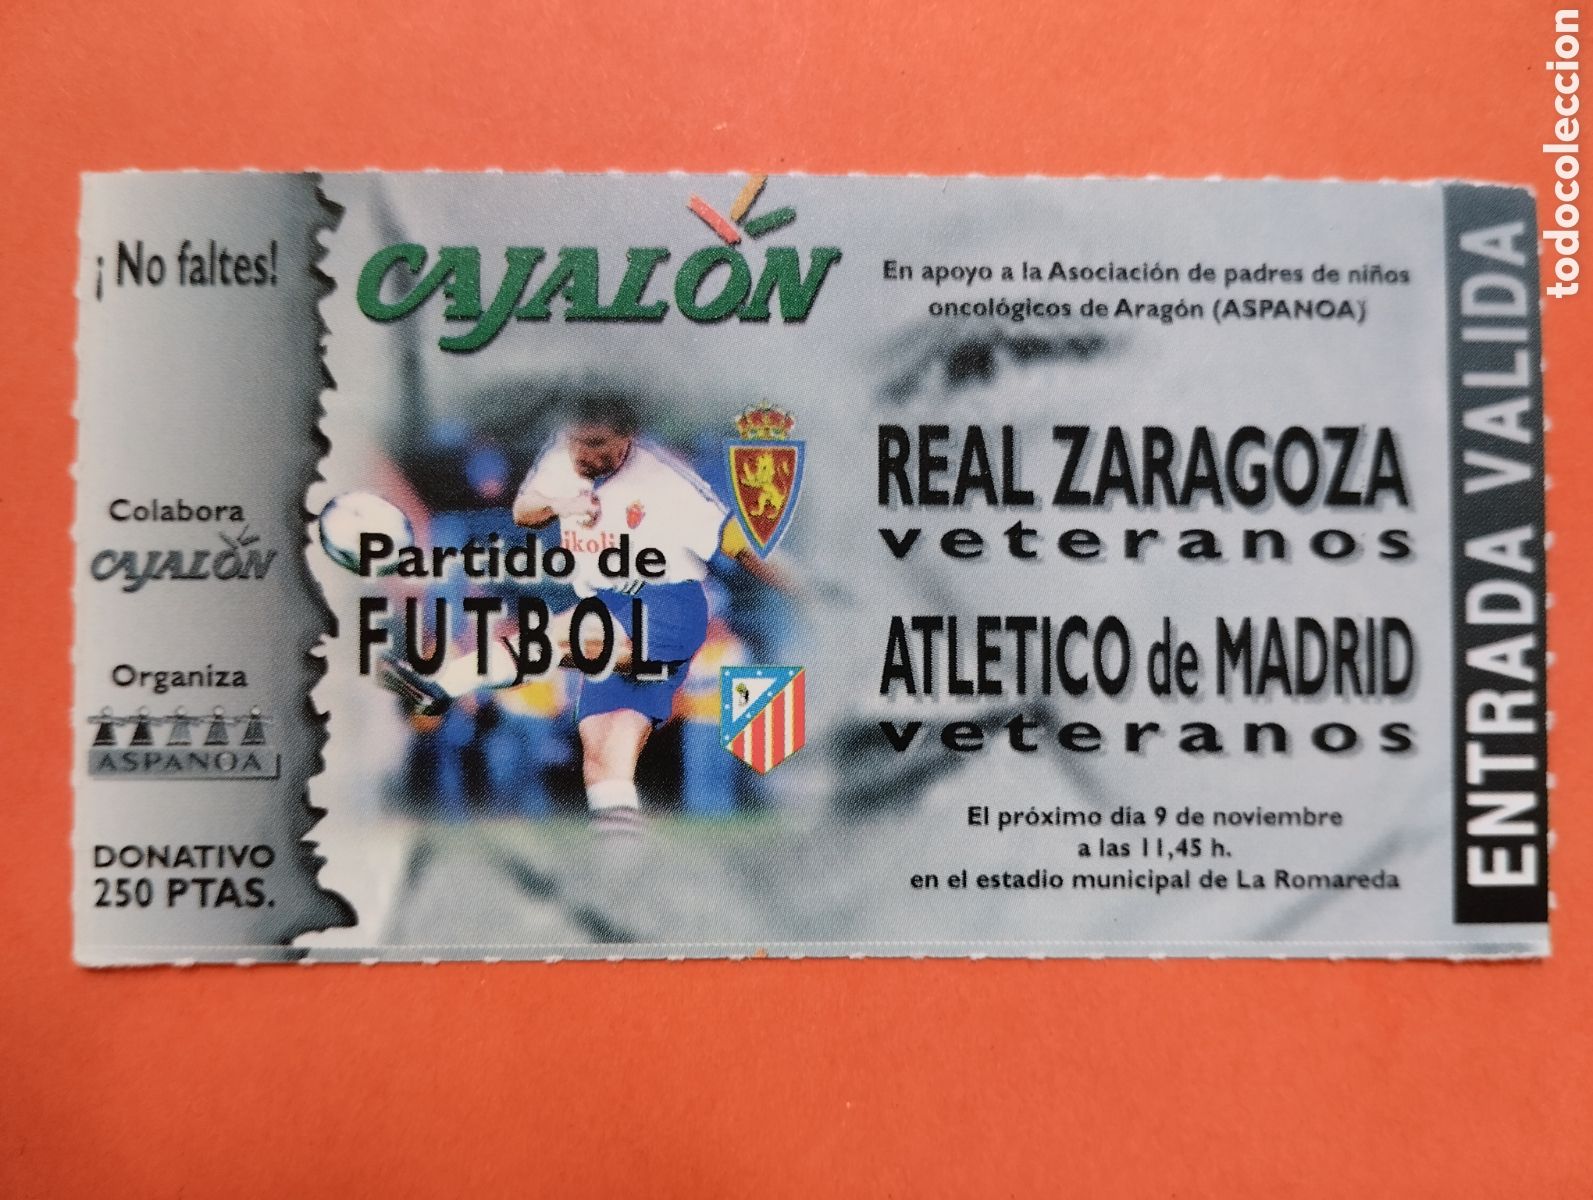 ¡No faltes!
Colabora
CAJALÓN
Organiza
ASPANOA
DONATIVO
250 PTAS.
CAJALÓN
Partido de
FUTBOL
En apoyo a la Asociación de padres de niños
oncológicos de Aragón (ASPANOA)
REAL ZARAGOZA
veteranos
ATLETICO de MADRID
veteranos
El próximo día 9 de noviembre
a las 11,45 h.
en el estadio municipal de La Romareda
ENTRADA VALIDA
todocoleccion